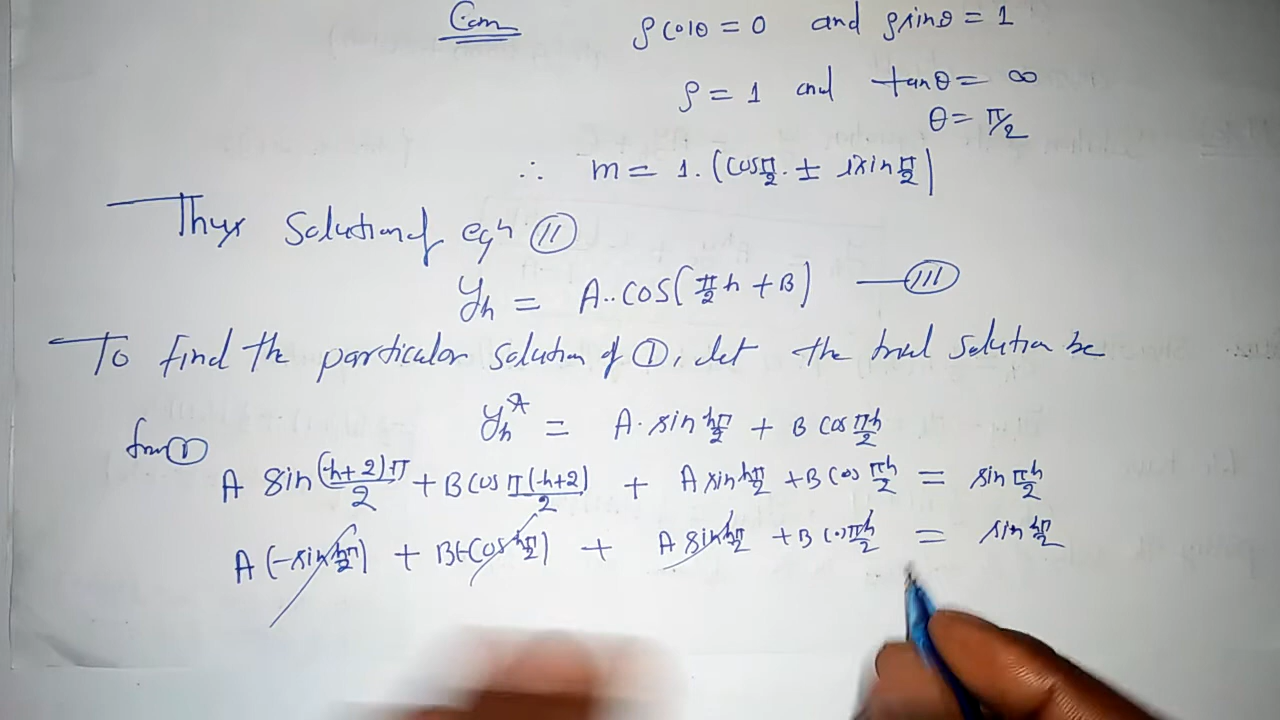 Com ρcosθ = 0 and ρsinθ = 1
ρ = 1 and tanθ = ∞
θ = π/2
∴ m = 1. (cos π/2 . ± i sin π/2)
Thus Solution of eqn (II)
y_h = A.. cos(π/2 h + B) — (III)
To find the particular solution of (I), let the trial solution be
y_h* = A. sin hπ/2 + B cos πh/2
from (I)
A sin (h+2)π/2 + B cos π(h+2)/2 + A sin hπ/2 + B cos πh/2 = sin πh/2
A (-sin hπ/2) + B(-cos hπ/2) + A sin hπ/2 + B cos πh/2 = sin hπ/2